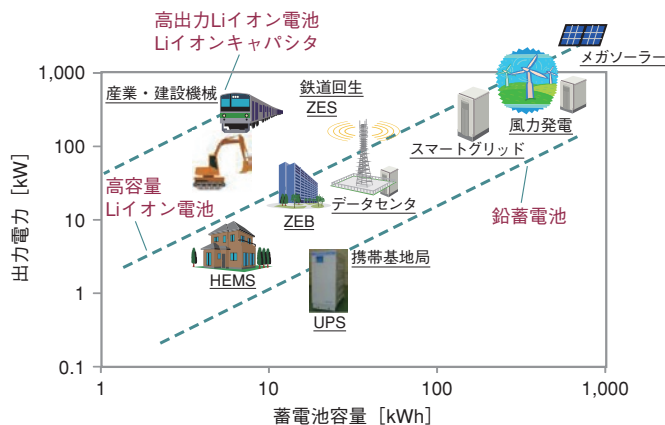 高出力Liイオン電池
Liイオンキャパシタ
1,000
100
10
1
0.1
出力電力［kW］
産業・建設機械
鉄道回生
ZES
メガソーラー
風力発電
スマートグリッド
高容量
Liイオン電池
ZEB
データセンタ
鉛蓄電池
HEMS
携帯基地局
UPS
1
10
100
1,000
蓄電池容量［kWh］